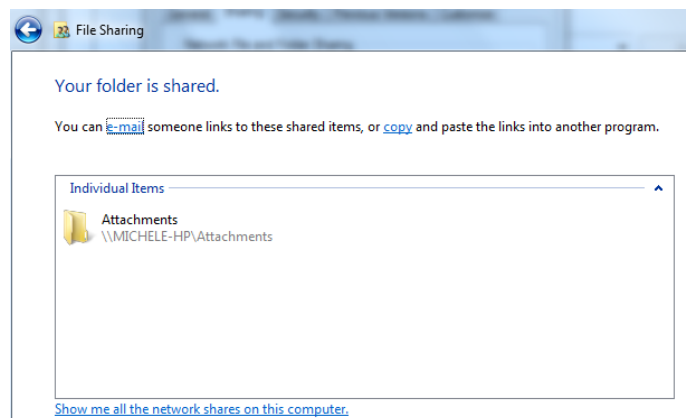 File Sharing
Your folder is shared.
You can e-mail someone links to these shared items, or copy and paste the links into another program.
Individual Items
Attachments
\\MICHELE-HP\Attachments
Show me all the network shares on this computer.